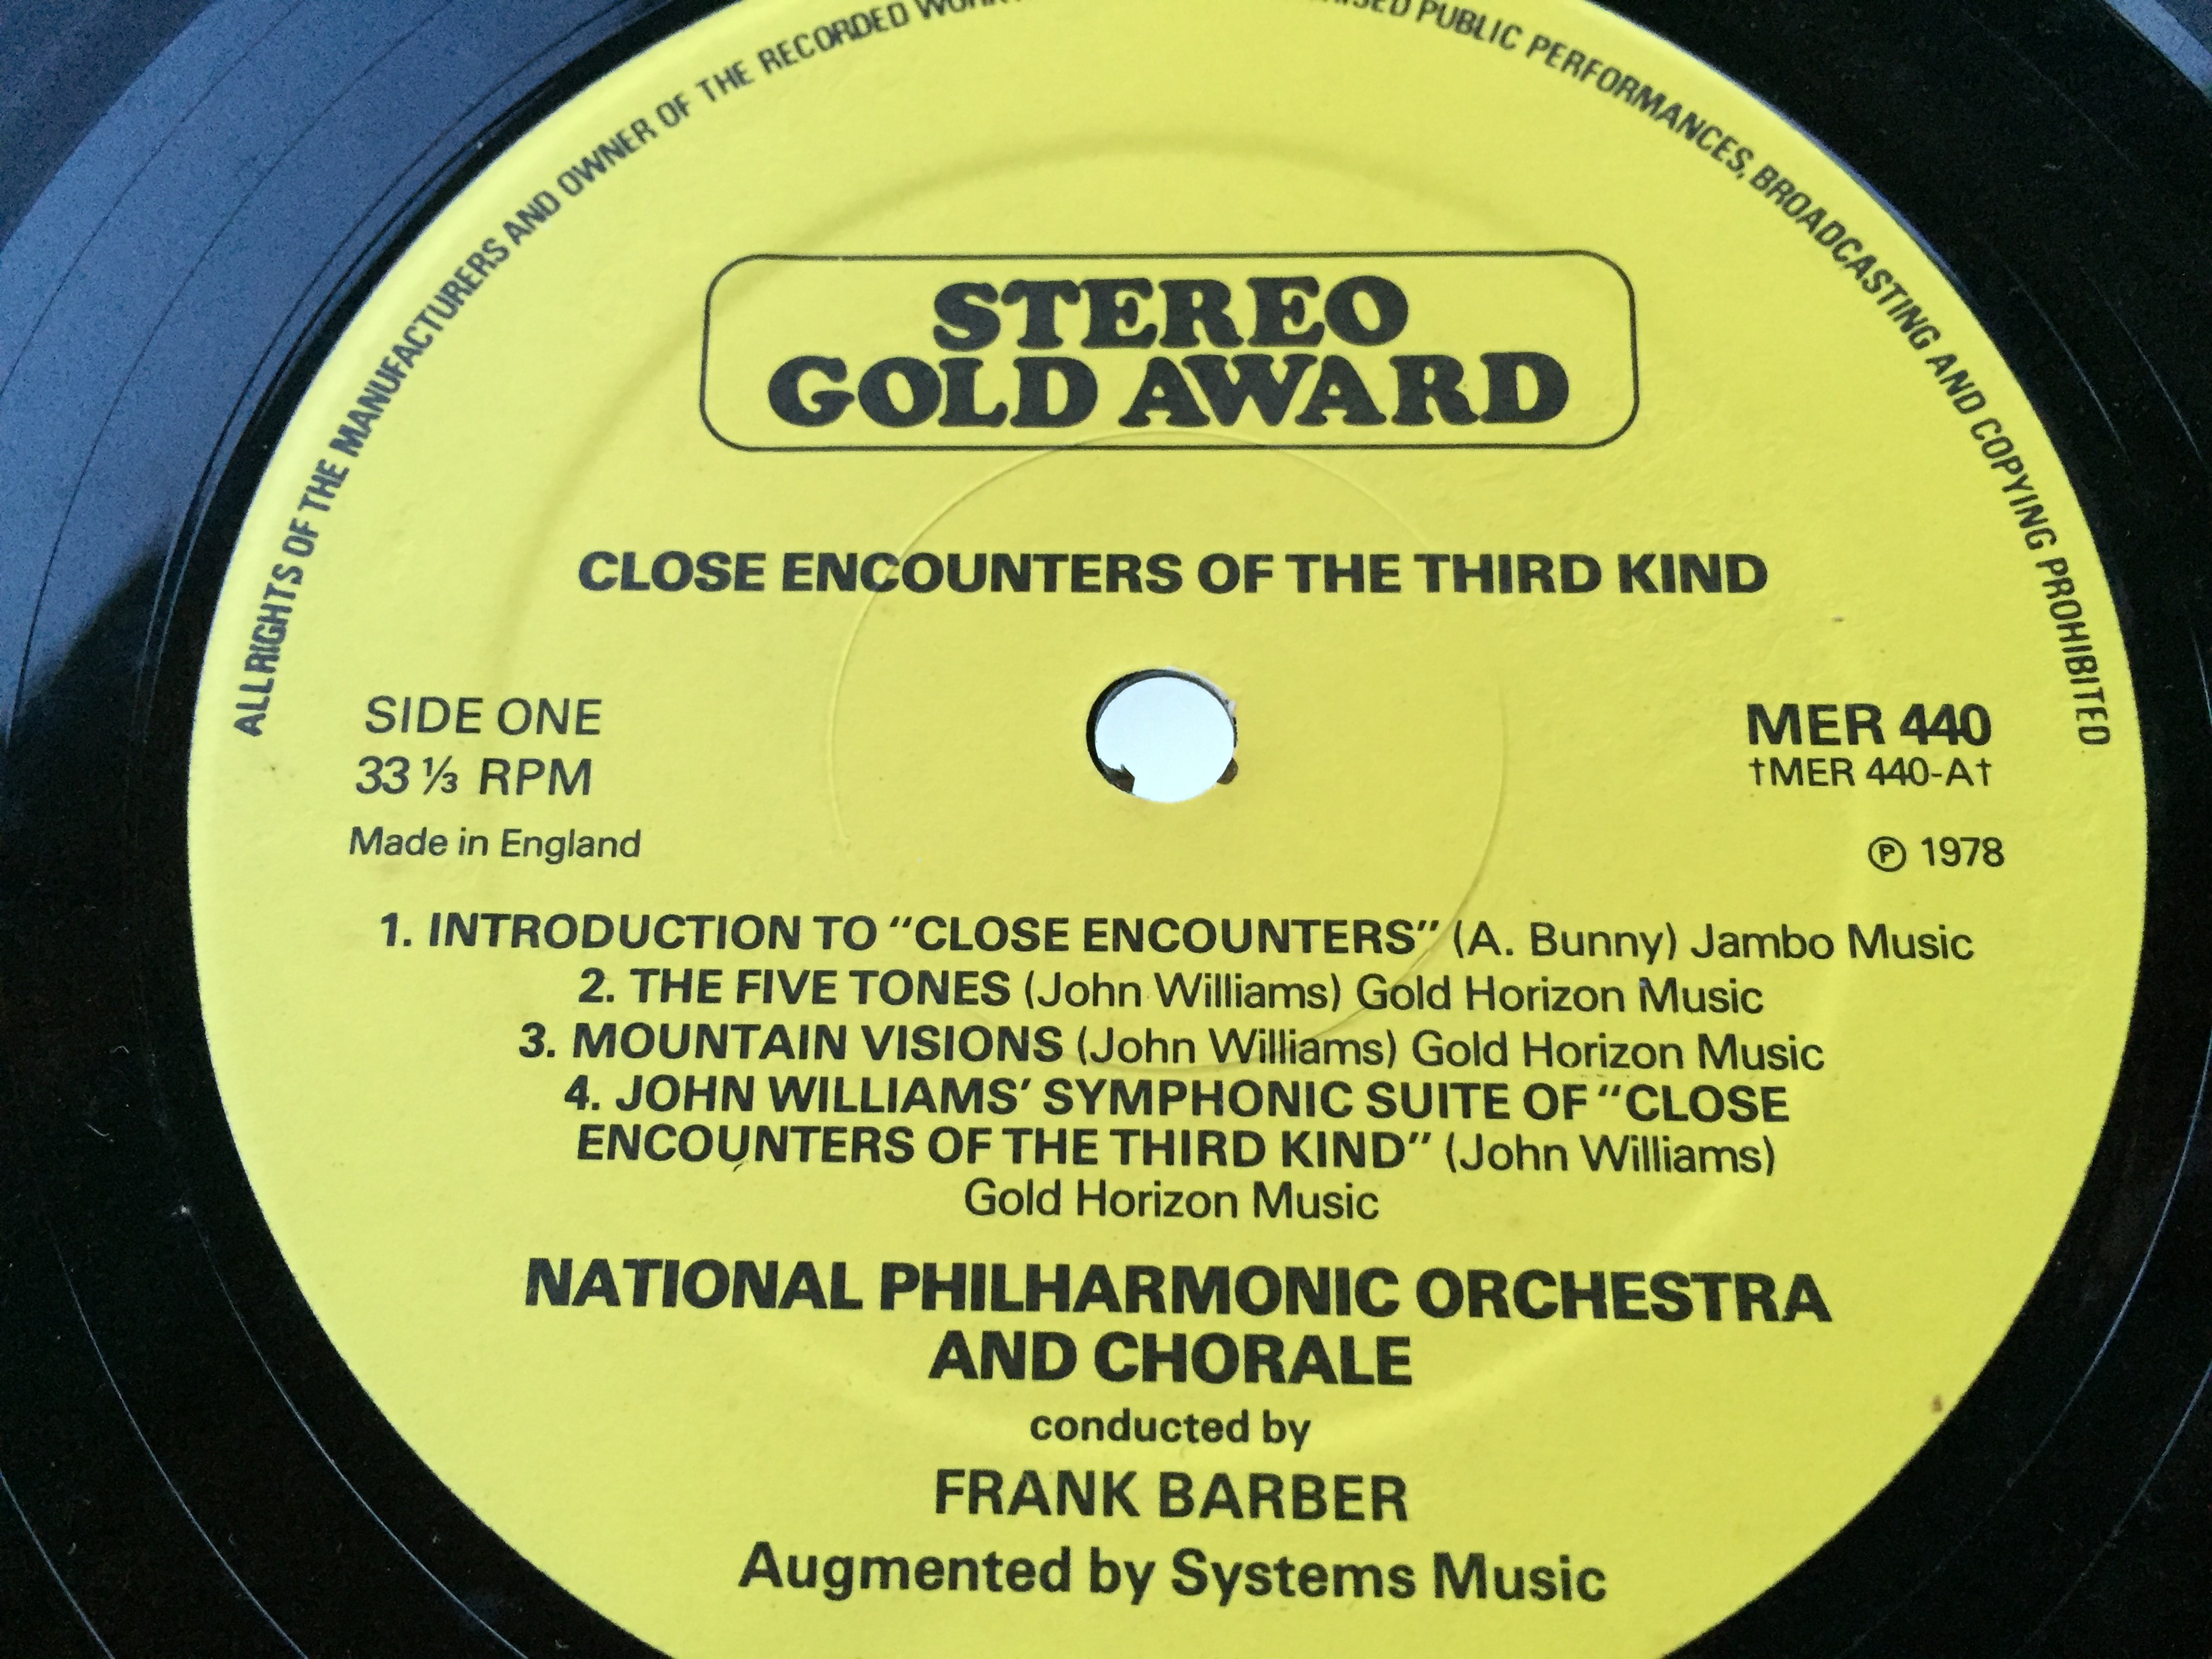 ALL RIGHTS OF THE MANUFACTURERS AND OWNER OF THE RECORDED
PUBLIC PERFORMANCES, BROADCASTING AND COPYING PROHIBITED
STEREO
GOLD AWARD
CLOSE ENCOUNTERS OF THE THIRD KIND
SIDE ONE
33 ⅓ RPM
Made in England
MER 440
†MER 440-A†
℗ 1978
1. INTRODUCTION TO “CLOSE ENCOUNTERS” (A. Bunny) Jambo Music
2. THE FIVE TONES (John Williams) Gold Horizon Music
3. MOUNTAIN VISIONS (John Williams) Gold Horizon Music
4. JOHN WILLIAMS’ SYMPHONIC SUITE OF “CLOSE
ENCOUNTERS OF THE THIRD KIND” (John Williams)
Gold Horizon Music
NATIONAL PHILHARMONIC ORCHESTRA
AND CHORALE
conducted by
FRANK BARBER
Augmented by Systems Music